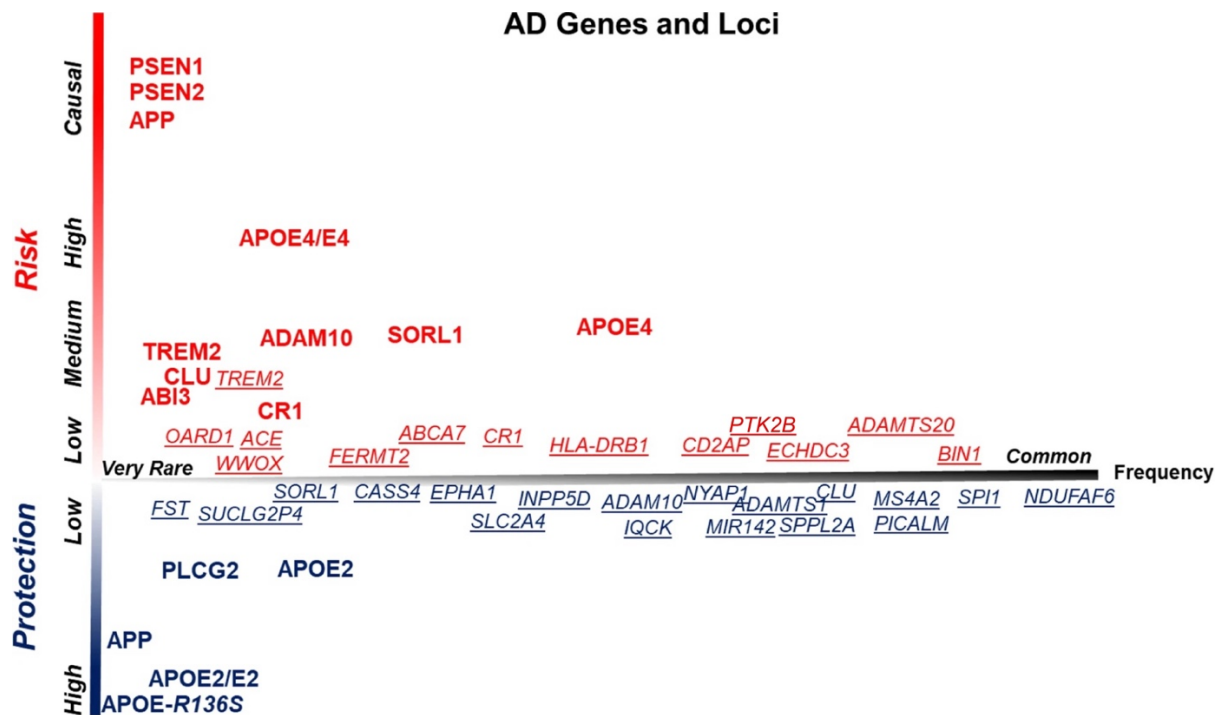 AD Genes and Loci
Causal
PSEN1
PSEN2
APP
High
APOE4/E4
Risk
Medium
APOE4
SORL1
ADAM10
TREM2
CLU TREM2
ABI3
CR1
Low
PTK2B ADAMTS20
OARD1 ACE ABCA7 CR1 HLA-DRB1 CD2AP ECHDC3
WWOX FERMT2 BIN1 Common
Very Rare
Frequency
Low
SORL1 CASS4 EPHA1 INPP5D ADAM10 NYAP1 CLU MS4A2 SPI1 NDUFAF6
FST SUCLG2P4 ADAMTS1
SLC2A4 IQCK MIR142 SPPL2A PICALM
Protection
PLCG2 APOE2
APP
High
APOE2/E2
APOE-R136S